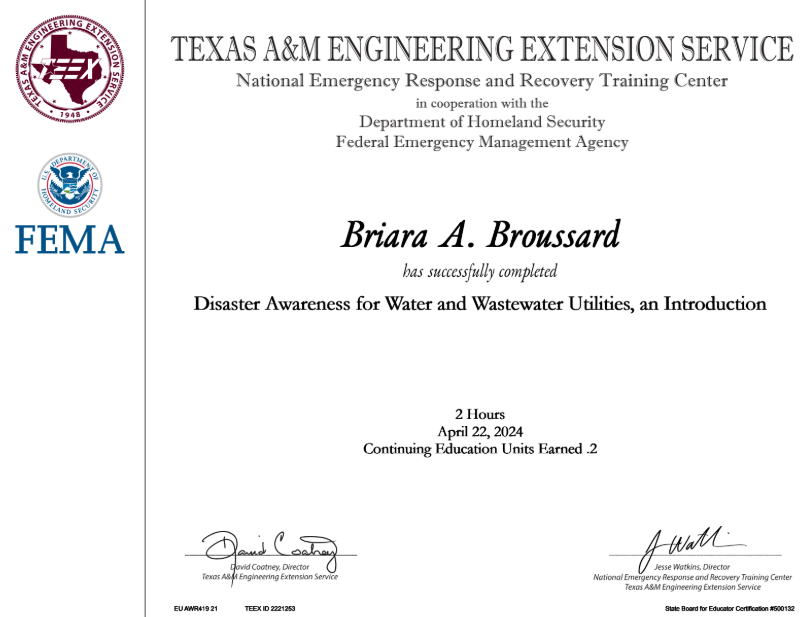 TEXAS A&M ENGINEERING EXTENSION SERVICE
TEEX
• 1948 •
U.S. DEPARTMENT OF
HOMELAND SECURITY
FEMA
TEXAS A&M ENGINEERING EXTENSION SERVICE
National Emergency Response and Recovery Training Center
in cooperation with the
Department of Homeland Security
Federal Emergency Management Agency
Briara A. Broussard
has successfully completed
Disaster Awareness for Water and Wastewater Utilities, an Introduction
2 Hours
April 22, 2024
Continuing Education Units Earned .2
David Coatney
David Coatney, Director
Texas A&M Engineering Extension Service
J Watki
Jesse Watkins, Director
National Emergency Response and Recovery Training Center
Texas A&M Engineering Extension Service
EU AWR419 21 TEEX ID 2221253
State Board for Educator Certification #500132